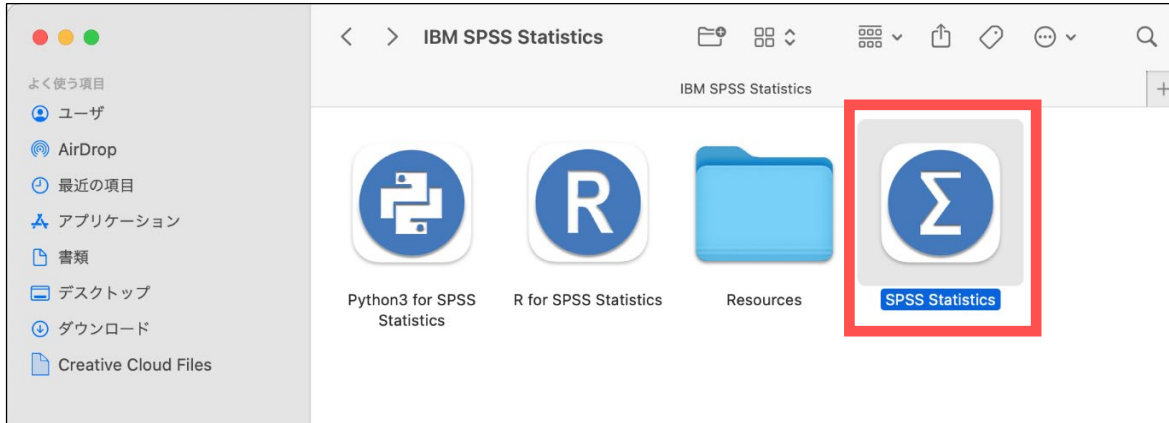 IBM SPSS Statistics
IBM SPSS Statistics
よく使う項目
ユーザ
AirDrop
最近の項目
アプリケーション
書類
デスクトップ
ダウンロード
Creative Cloud Files
R
Σ
Python3 for SPSS
Statistics
R for SPSS Statistics
Resources
SPSS Statistics